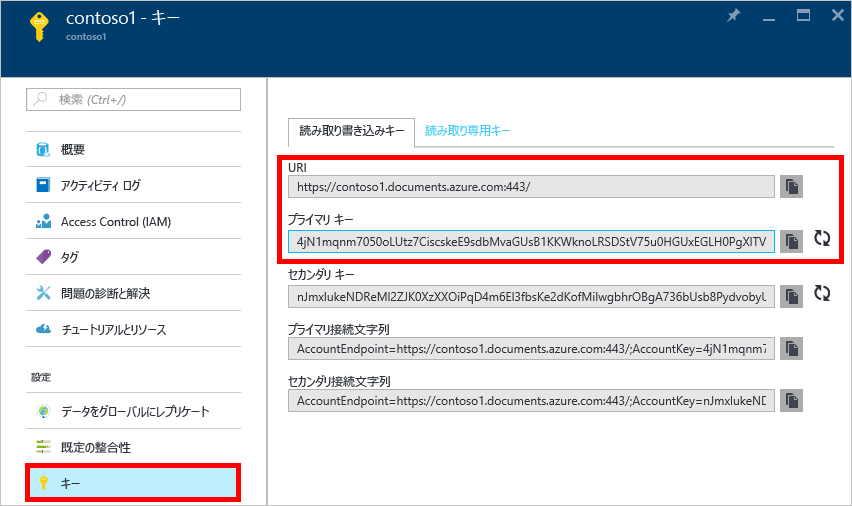 contoso1 - キー
contoso1
検索 (Ctrl+/)
概要
アクティビティ ログ
Access Control (IAM)
タグ
問題の診断と解決
チュートリアルとリソース
設定
データをグローバルにレプリケート
既定の整合性
キー
読み取り書き込みキー
読み取り専用キー
URI
https://contoso1.documents.azure.com:443/
プライマリ キー
4jN1mqnm7050oLUtz7CiscskeE9sdbMvaGUsB1KKWknoLRSDStV75u0HGUxEGLH0PgXITV
セカンダリ キー
nJmxlukeNDReMI2ZJK0XzXXOiPqD4m6EI3fbsKe2dKofMilwgbhrOBgA736bUsb8PydvobyU
プライマリ接続文字列
AccountEndpoint=https://contoso1.documents.azure.com:443/;AccountKey=4jN1mqnm7
セカンダリ接続文字列
AccountEndpoint=https://contoso1.documents.azure.com:443/;AccountKey=nJmxlukeND